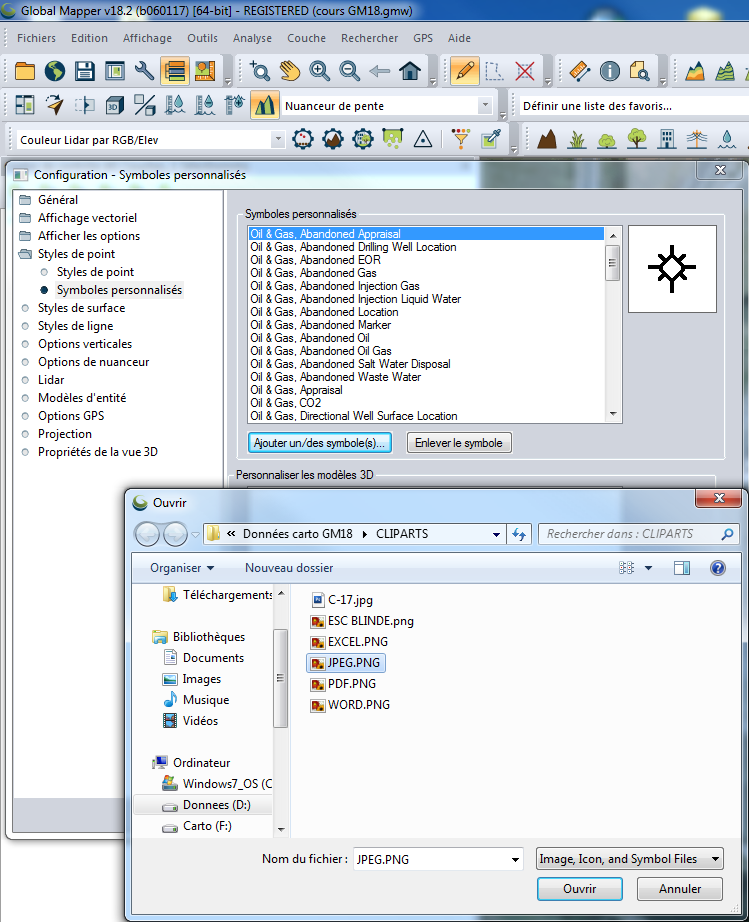 Global Mapper v18.2 (b060117) [64-bit] - REGISTERED (cours GM18.gmw)
Fichiers Edition Affichage Outils Analyse Couche Rechercher GPS Aide
Nuanceur de pente Définir une liste des favoris...
Couleur Lidar par RGB/Elev
Configuration - Symboles personnalisés
Général
Affichage vectoriel
Afficher les options
Styles de point
Styles de point
Symboles personnalisés
Styles de surface
Styles de ligne
Options verticales
Options de nuanceur
Lidar
Modèles d'entité
Options GPS
Projection
Propriétés de la vue 3D
Symboles personnalisés
Oil & Gas, Abandoned Appraisal
Oil & Gas, Abandoned Drilling Well Location
Oil & Gas, Abandoned EOR
Oil & Gas, Abandoned Gas
Oil & Gas, Abandoned Injection Gas
Oil & Gas, Abandoned Injection Liquid Water
Oil & Gas, Abandoned Location
Oil & Gas, Abandoned Marker
Oil & Gas, Abandoned Oil
Oil & Gas, Abandoned Oil Gas
Oil & Gas, Abandoned Salt Water Disposal
Oil & Gas, Abandoned Waste Water
Oil & Gas, Appraisal
Oil & Gas, CO2
Oil & Gas, Directional Well Surface Location
Ajouter un/des symbole(s)... Enlever le symbole
Personnaliser les modèles 3D
Ouvrir
« Données carto GM18 CLIPARTS Rechercher dans : CLIPARTS
Organiser Nouveau dossier
Téléchargements
Bibliothèques
Documents
Images
Musique
Vidéos
Ordinateur
Windows7_OS (C
Donnees (D:)
Carto (F:)
C-17.jpg
ESC BLINDE.png
EXCEL.PNG
JPEG.PNG
PDF.PNG
WORD.PNG
Nom du fichier : JPEG.PNG Image, Icon, and Symbol Files
Ouvrir Annuler